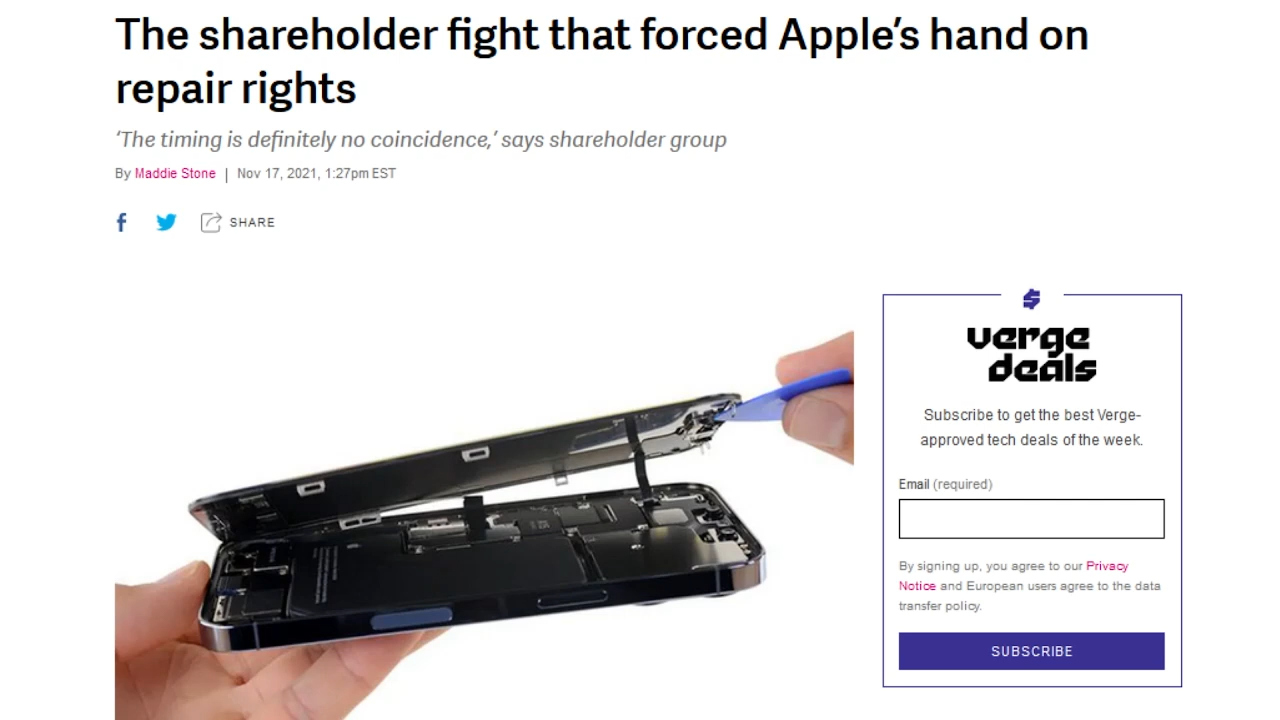 The shareholder fight that forced Apple’s hand on
repair rights
‘The timing is definitely no coincidence,’ says shareholder group
By Maddie Stone | Nov 17, 2021, 1:27pm EST
SHARE
verge
deals
Subscribe to get the best Verge-
approved tech deals of the week.
Email (required)
By signing up, you agree to our Privacy
Notice and European users agree to the data
transfer policy.
SUBSCRIBE